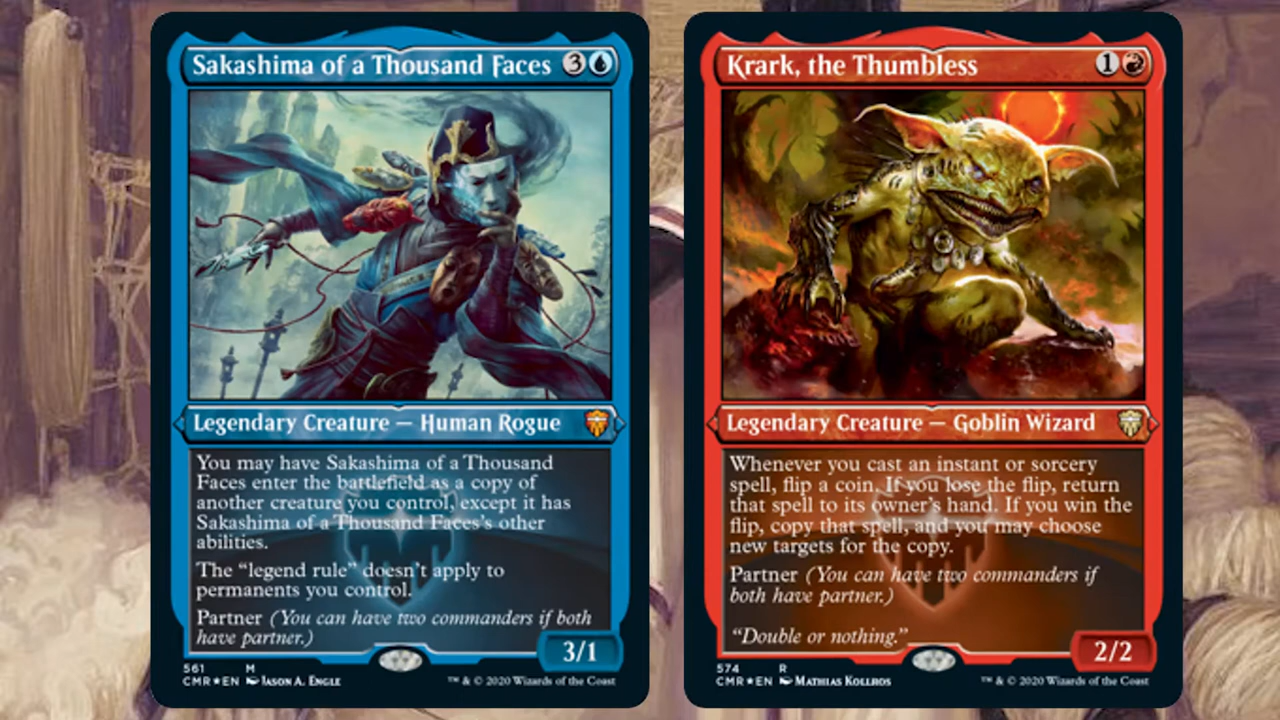 Sakashima of a Thousand Faces 3
Legendary Creature — Human Rogue
You may have Sakashima of a Thousand
Faces enter the battlefield as a copy of
another creature you control, except it has
Sakashima of a Thousand Faces's other
abilities.
The “legend rule” doesn't apply to
permanents you control.
Partner (You can have two commanders if both
have partner.)
3/1
561 M
CMR★EN Jason A. Engle
™ & © 2020 Wizards of the Coast
Krark, the Thumbless 1
Legendary Creature — Goblin Wizard
Whenever you cast an instant or sorcery
spell, flip a coin. If you lose the flip, return
that spell to its owner's hand. If you win the
flip, copy that spell, and you may choose
new targets for the copy.
Partner (You can have two commanders if
both have partner.)
“Double or nothing.”
2/2
574 R
CMR★EN Mathias Kollros
™ & © 2020 Wizards of the Coast